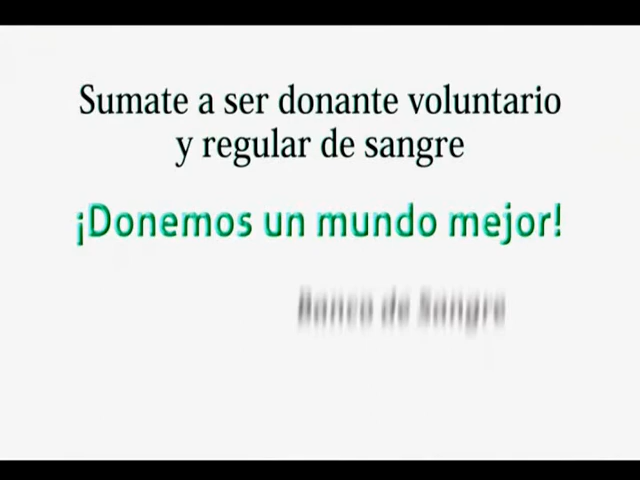 Sumate a ser donante voluntario
y regular de sangre
¡Donemos un mundo mejor!
Banco de Sangre